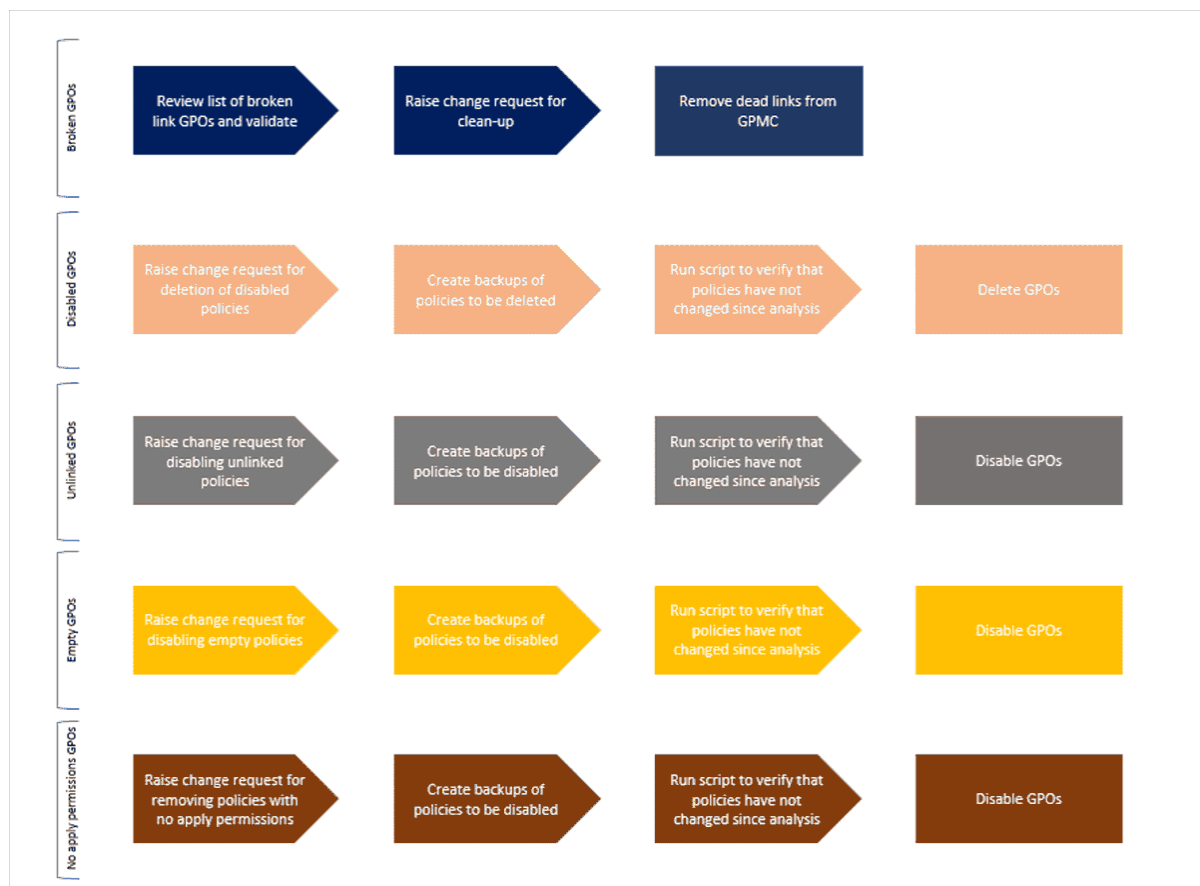 Broken GPOs
Review list of broken
link GPOs and validate
Raise change request for
clean-up
Remove dead links from
GPMC
Disabled GPOs
Raise change request for
deletion of disabled
policies
Create backups of
policies to be deleted
Run script to verify that
policies have not
changed since analysis
Delete GPOs
Unlinked GPOs
Raise change request for
disabling unlinked
policies
Create backups of
policies to be disabled
Run script to verify that
policies have not
changed since analysis
Disable GPOs
Empty GPOs
Raise change request for
disabling empty policies
Create backups of
policies to be disabled
Run script to verify that
policies have not
changed since analysis
Disable GPOs
No apply permissions GPOs
Raise change request for
removing policies with
no apply permissions
Create backups of
policies to be disabled
Run script to verify that
policies have not
changed since analysis
Disable GPOs